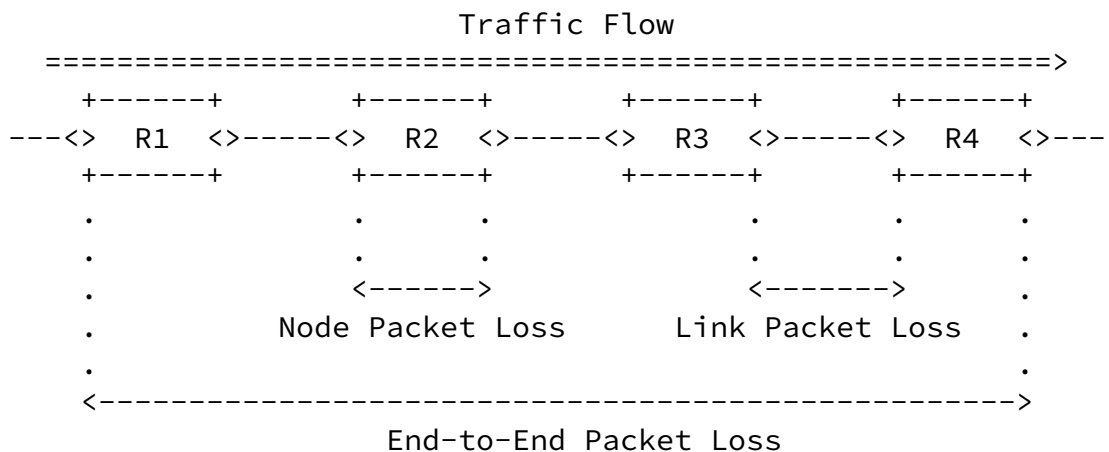 Traffic Flow
========================================================>
+------+       +------+       +------+       +------+
---<>  R1  <>-----<>  R2  <>-----<>  R3  <>-----<>  R4  <>---
+------+       +------+       +------+       +------+
.              .      .              .       .      .
.              .      .              .       .      .
.              <------>              <------->      .
.          Node Packet Loss      Link Packet Loss   .
.                                                   .
<--------------------------------------------------->
End-to-End Packet Loss